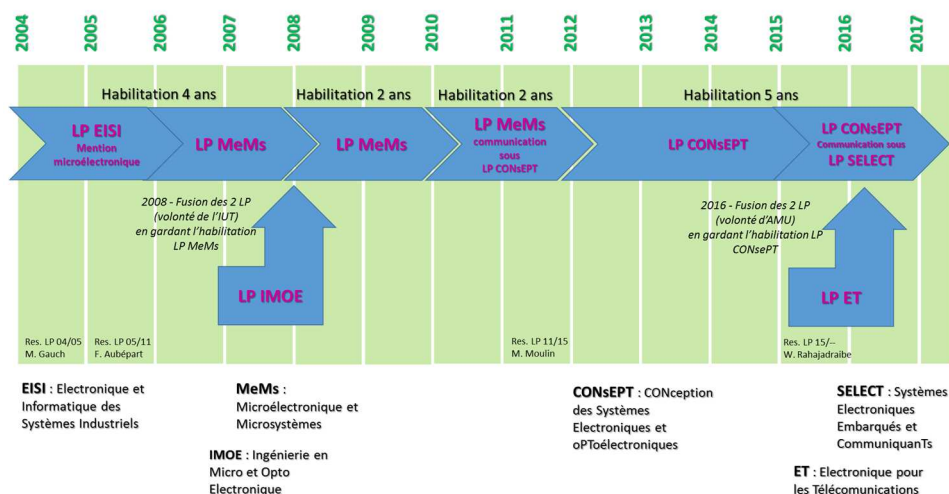 2004 2005 2006 2007 2008 2009 2010 2011 2012 2013 2014 2015 2016 2017
Habilitation 4 ans
Habilitation 2 ans
Habilitation 2 ans
Habilitation 5 ans
LP EISI
Mention
microélectronique
LP MeMs
LP MeMs
LP MeMs
communication
sous
LP CONsEPT
LP CONsEPT
LP CONsEPT
Communication sous
LP SELECT
2008 - Fusion des 2 LP
(volonté de l'IUT)
en gardant l'habilitation
LP MeMs
LP IMOE
2016 - Fusion des 2 LP
(volonté d'AMU)
en gardant l'habilitation LP
CONsePT
LP ET
Res. LP 04/05
M. Gauch
Res. LP 05/11
F. Aubépart
Res. LP 11/15
M. Moulin
Res. LP 15/--
W. Rahajadraibe
EISI : Electronique et
Informatique des
Systèmes Industriels
MeMs :
Microélectronique et
Microsystèmes
IMOE : Ingénierie en
Micro et Opto
Electronique
CONsEPT : CONception
des Systèmes
Electroniques et
oPToélectroniques
SELECT : Systèmes
Electroniques
Embarqués et
CommuniquanTs
ET : Electronique pour
les Télécomunications